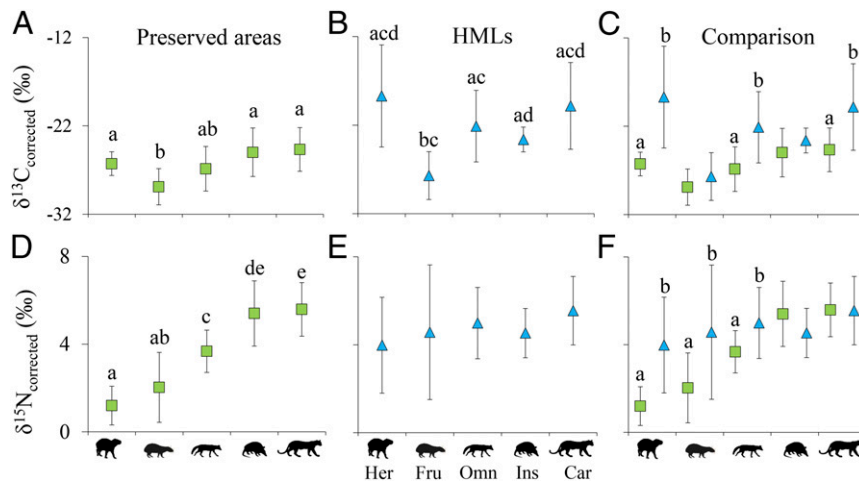 A Preserved areas
B HMLs
C Comparison
δ¹³Ccorrected (‰)
-12
-22
-32
a b ab a a
acd bc ac ad acd
a b a b a b
D
E
F
δ¹⁵Ncorrected (‰)
8
4
0
a ab c de e
a b a b a b
Her Fru Omn Ins Car